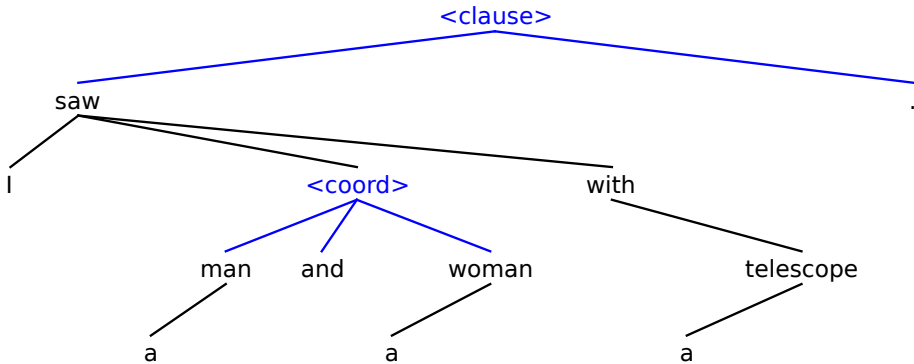 <clause>
saw .
I <coord> with
man and woman telescope
a a a